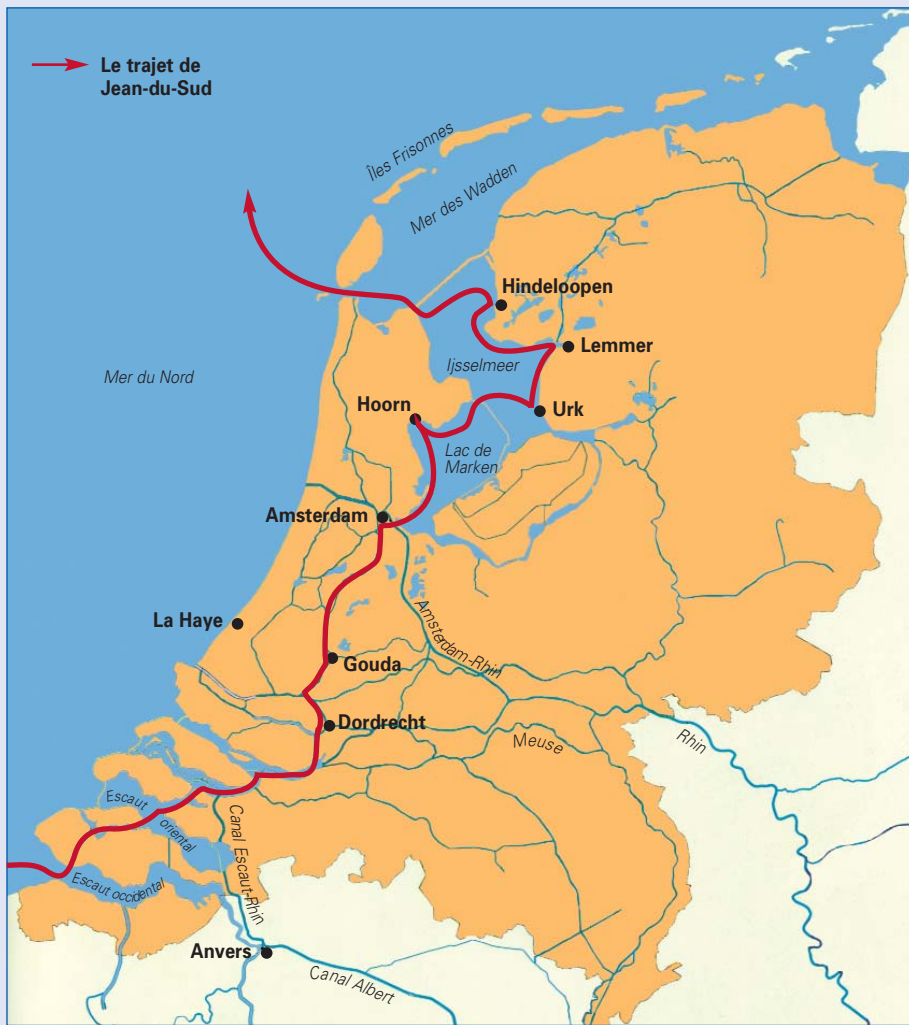 Le trajet de
Jean-du-Sud
Îles Frisonnes
Mer des Wadden
Hindeloopen
Lemmer
Ijsselmeer
Mer du Nord
Hoorn
Urk
Lac de
Marken
Amsterdam
La Haye
Amsterdam-Rhin
Gouda
Dordrecht
Meuse
Rhin
Escaut
oriental
Canal Escaut-Rhin
Escaut occidental
Anvers
Canal Albert